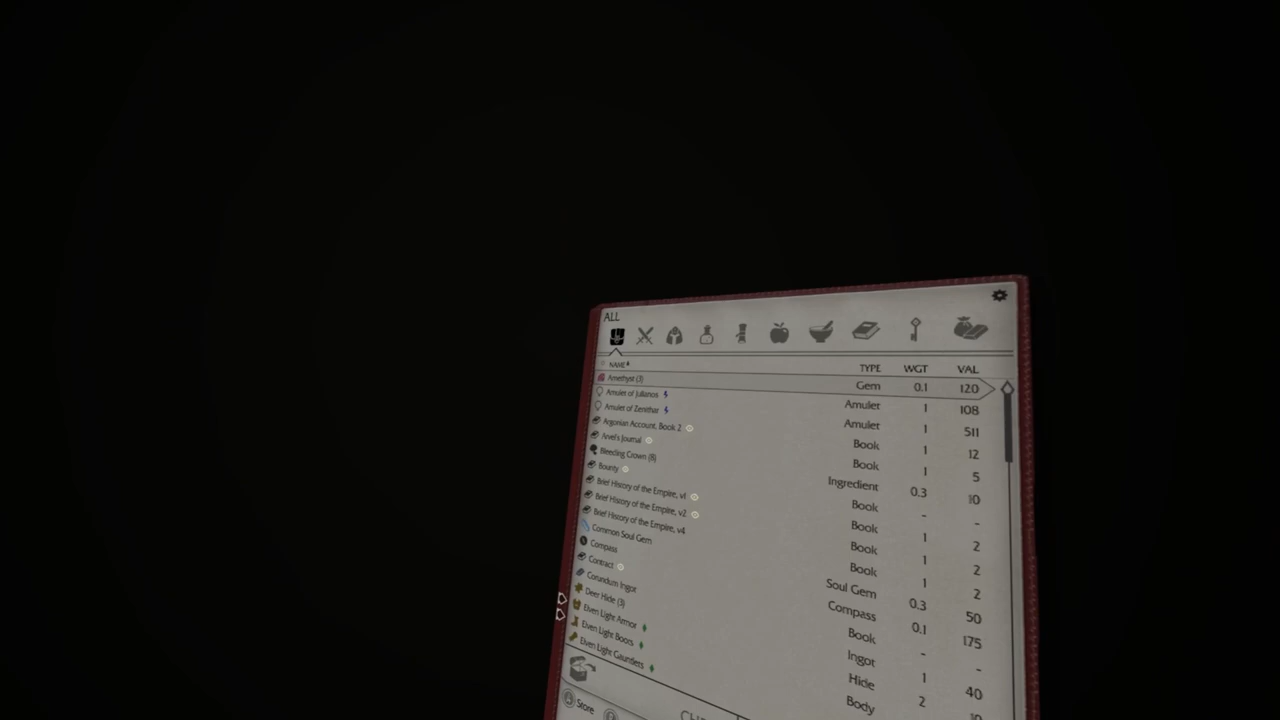 ALL
NAME TYPE WGT VAL
Amethyst (3) Gem 0.1 120
Amulet of Julianos Amulet 1 108
Amulet of Zenithar Amulet 1 511
Argonian Account, Book 2 Book 1 12
Arvel's Journal Book 1 5
Bleeding Crown (8) Ingredient 0.3 10
Bounty Book - -
Brief History of the Empire, v1 Book 1 2
Brief History of the Empire, v2 Book 1 2
Brief History of the Empire, v4 Book 1 2
Common Soul Gem Soul Gem 0.3 50
Compass Compass 0.1 175
Contract Book - -
Corundum Ingot Ingot 1 40
Deer Hide (3) Hide 2 10
Elven Light Armor Body
Elven Light Boots
Elven Light Gauntlets
Store